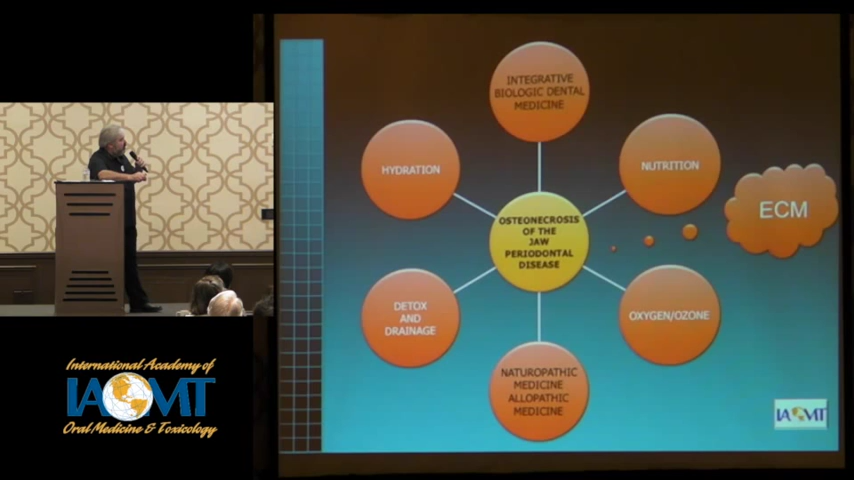 INTEGRATIVE
BIOLOGIC DENTAL
MEDICINE
HYDRATION
NUTRITION
ECM
OSTEONECROSIS
OF THE
JAW
PERIODONTAL
DISEASE
DETOX
AND
DRAINAGE
OXYGEN/OZONE
NATUROPATHIC
MEDICINE
ALLOPATHIC
MEDICINE
International Academy of
IAOMT
Oral Medicine & Toxicology
IAOMT